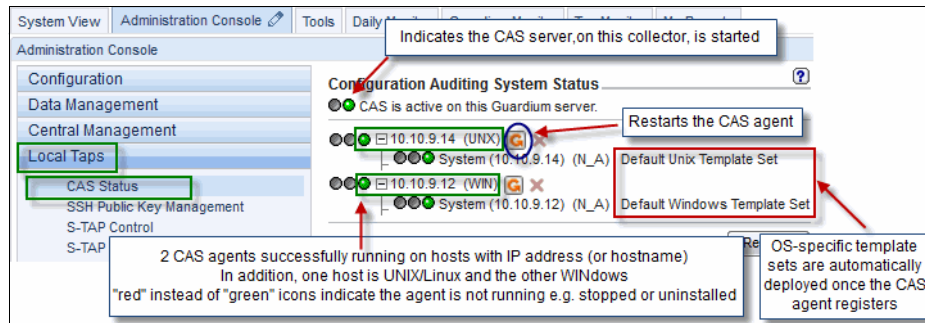 System View
Administration Console
Tools
Indicates the CAS server,on this collector, is started
Administration Console
Configuration
Data Management
Central Management
Local Taps
CAS Status
SSH Public Key Management
S-TAP Control
S-TAP
Configuration Auditing System Status
?
CAS is active on this Guardium server.
Restarts the CAS agent
10.10.9.14 (UNX)
G
System (10.10.9.14) (N_A) Default Unix Template Set
10.10.9.12 (WIN)
G
System (10.10.9.12) (N_A) Default Windows Template Set
2 CAS agents successfully running on hosts with IP address (or hostname)
In addition, one host is UNIX/Linux and the other WINdows
"red" instead of "green" icons indicate the agent is not running e.g. stopped or uninstalled
OS-specific template
sets are automatically
deployed once the CAS
agent registers